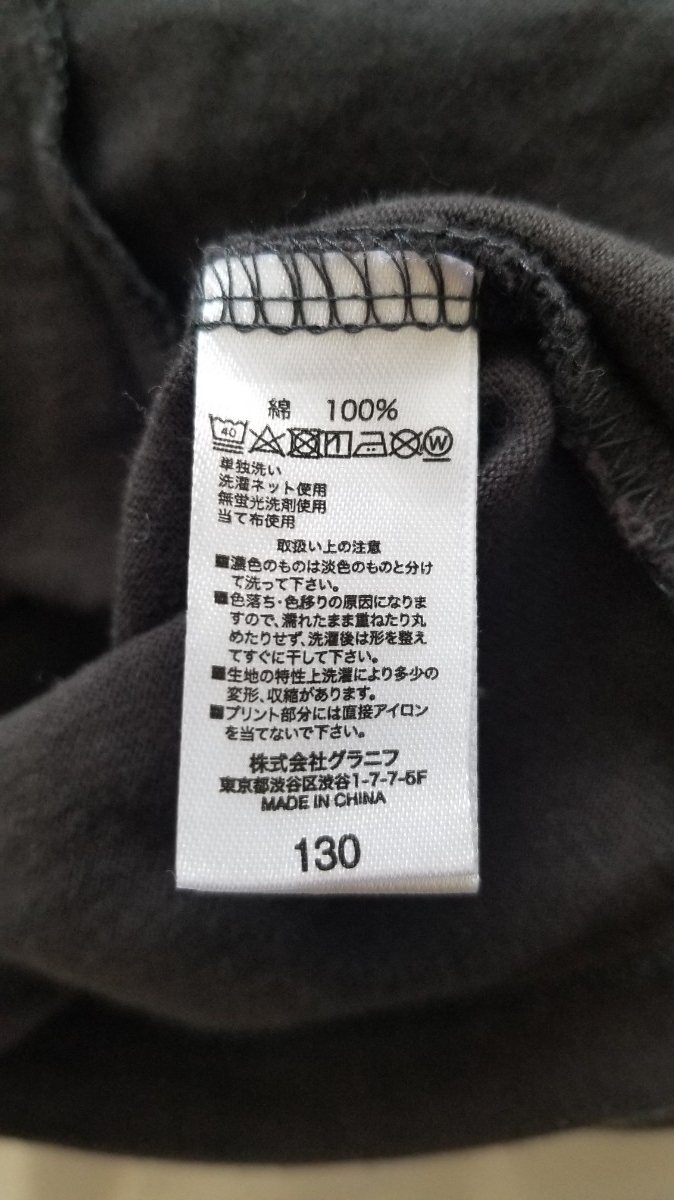 綿 100%
40 W
単独洗い
洗濯ネット使用
無蛍光洗剤使用
当て布使用
取扱い上の注意
■濃色のものは淡色のものと分け
て洗って下さい。
■色落ち・色移りの原因になりま
すので、濡れたまま重ねたり丸
めたりせず、洗濯後は形を整え
てすぐに干して下さい。
■生地の特性上洗濯により多少の
変形、収縮があります。
■プリント部分には直接アイロン
を当てないで下さい。
株式会社グラニフ
東京都渋谷区渋谷1-7-7-5F
MADE IN CHINA
130